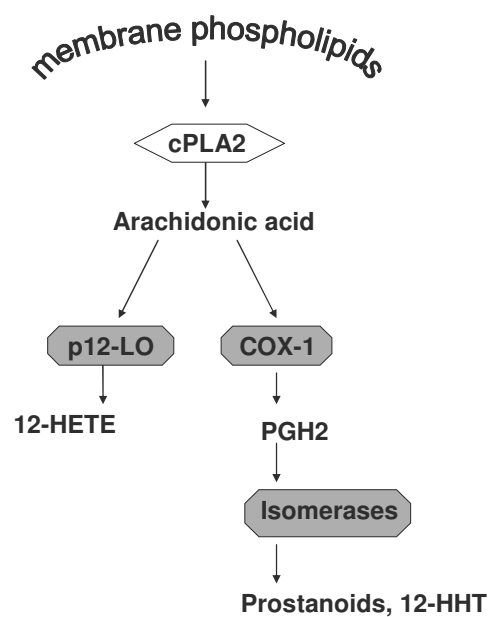 membrane phospholipids
cPLA2
Arachidonic acid
p12-LO
COX-1
12-HETE
PGH2
Isomerases
Prostanoids, 12-HHT